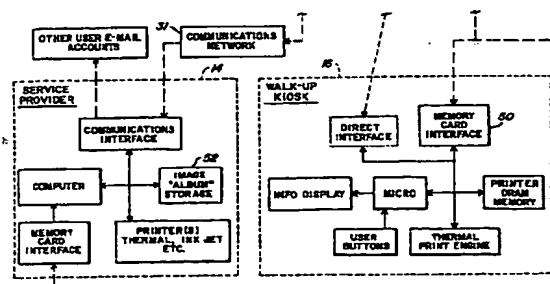 OTHER USER E-MAIL
ACCOUNTS
31
COMMUNICATIONS
NETWORK
14
SERVICE
PROVIDER
COMMUNICATIONS
INTERFACE
COMPUTER
52
IMAGE
"ALBUM"
STORAGE
MEMORY
CARD
INTERFACE
PRINTER(S)
THERMAL, INK JET
ETC.
16
WALK-UP
KIOSK
DIRECT
INTERFACE
MEMORY
CARD
INTERFACE
50
INFO DISPLAY
MICRO
PRINTER
DRAM
MEMORY
USER
BUTTONS
THERMAL
PRINT ENGINE